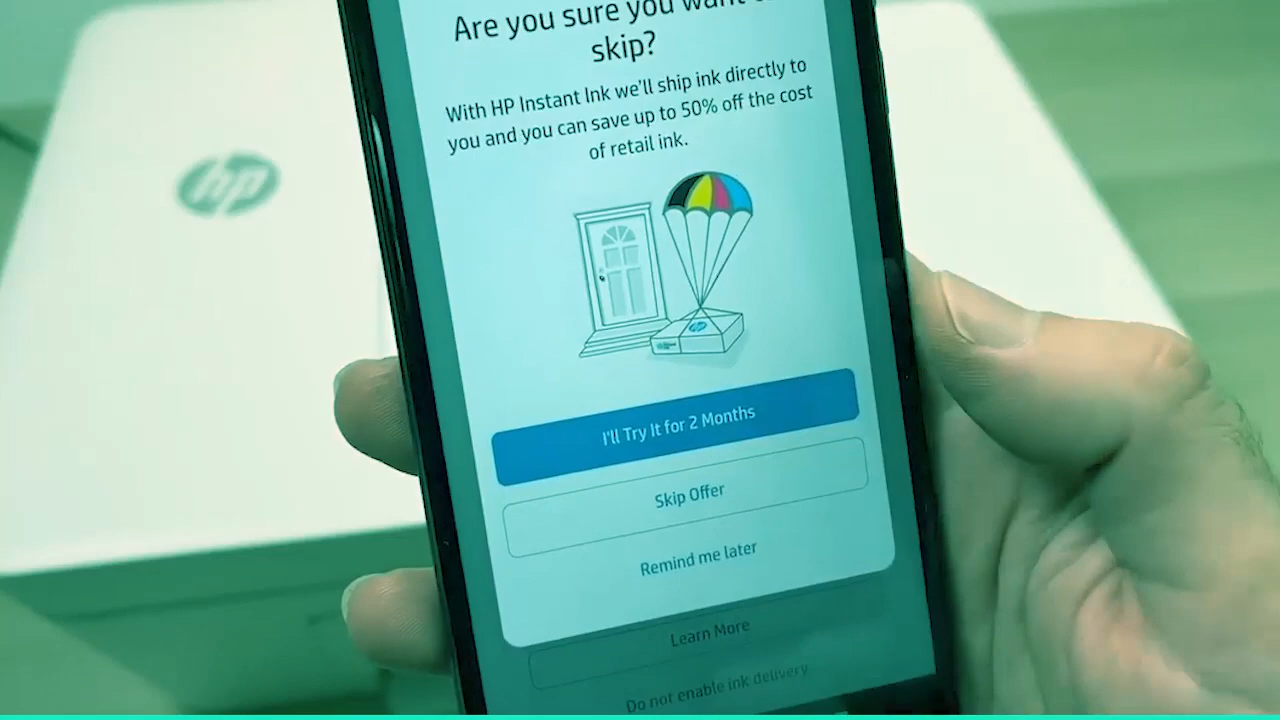 hp
Are you sure you want
skip?
With HP Instant Ink we'll ship ink directly to
you and you can save up to 50% off the cost
of retail ink.
hp
I'll Try It for 2 Months
Skip Offer
Remind me later
Learn More
Do not enable ink delivery